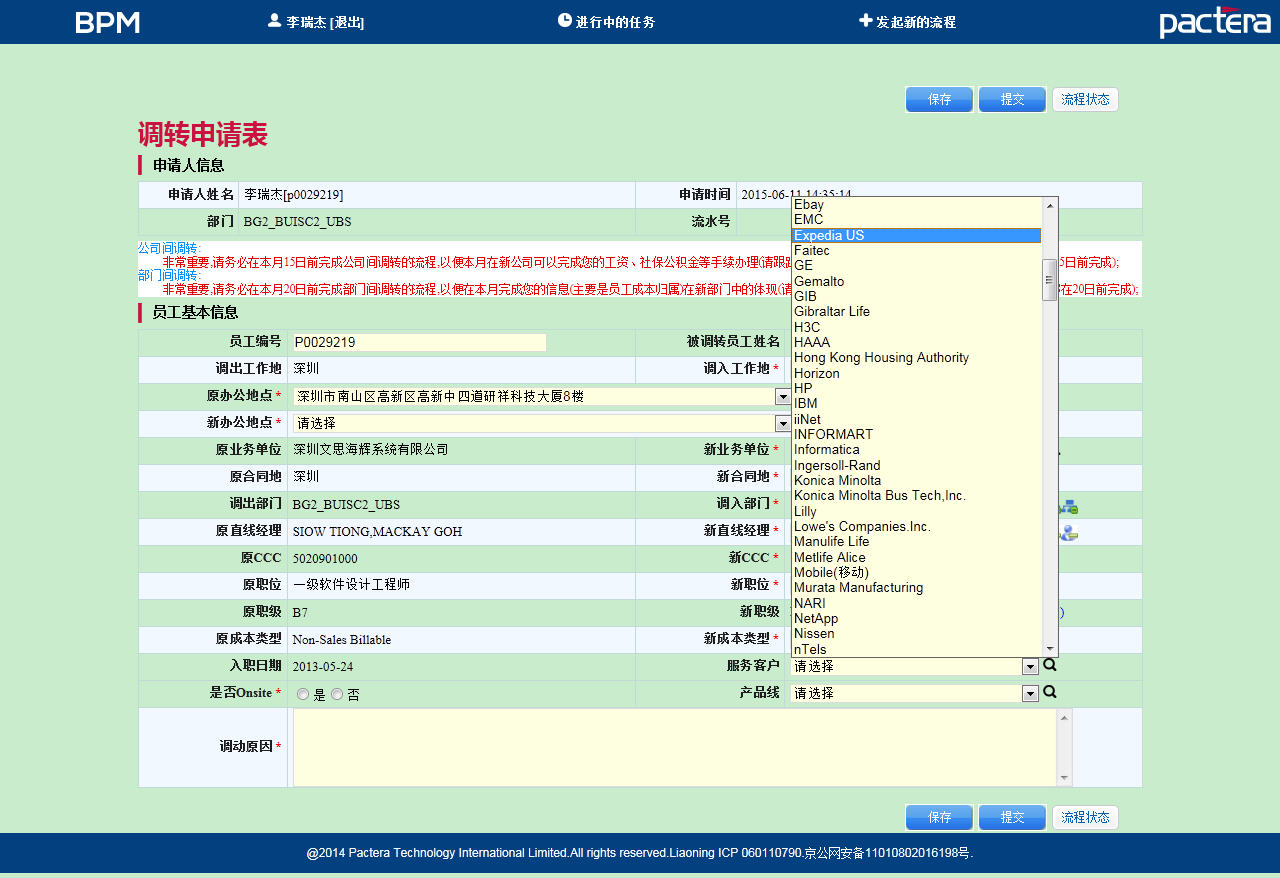 BPM 李瑞杰 [退出] 进行中的任务 发起新的流程 pactera
保存 提交 流程状态
调转申请表
申请人信息
申请人姓名 李瑞杰[p0029219] 申请时间 2015-06-11 14:35:14
部门 BG2_BUISC2_UBS 流水号
公司间调转:
非常重要,请务必在本月15日前完成公司间调转的流程,以便本月在新公司可以完成您的工资、社保公积金等手续办理(请跟踪 5日前完成);
部门间调转:
非常重要,请务必在本月20日前完成部门间调转的流程,以便在本月完成您的信息(主要是员工成本归属)在新部门中的体现( 在20日前完成);
员工基本信息
员工编号 P0029219 被调转员工姓名
调出工作地 深圳 调入工作地 *
原办公地点 * 深圳市南山区高新区高新中四道研祥科技大厦8楼
新办公地点 * 请选择
原业务单位 深圳文思海辉系统有限公司 新业务单位 *
原合同地 深圳 新合同地 *
调出部门 BG2_BUISC2_UBS 调入部门 *
原直线经理 SIOW TIONG,MACKAY GOH 新直线经理 *
原CCC 5020901000 新CCC *
原职位 一级软件设计工程师 新职位 *
原职级 B7 新职级 )
原成本类型 Non-Sales Billable 新成本类型 *
入职日期 2013-05-24 服务客户 请选择
是否Onsite * 是 否 产品线 请选择
调动原因 *
Ebay
EMC
Expedia US
Faitec
GE
Gemalto
GIB
Gibraltar Life
H3C
HAAA
Hong Kong Housing Authority
Horizon
HP
IBM
iiNet
INFORMART
Informatica
Ingersoll-Rand
Konica Minolta
Konica Minolta Bus Tech,Inc.
Lilly
Lowe's Companies.Inc.
Manulife Life
Metlife Alice
Mobile(移动)
Murata Manufacturing
NARI
NetApp
Nissen
nTels
保存 提交 流程状态
@2014 Pactera Technology International Limited.All rights reserved.Liaoning ICP 060110790.京公网安备11010802016198号.